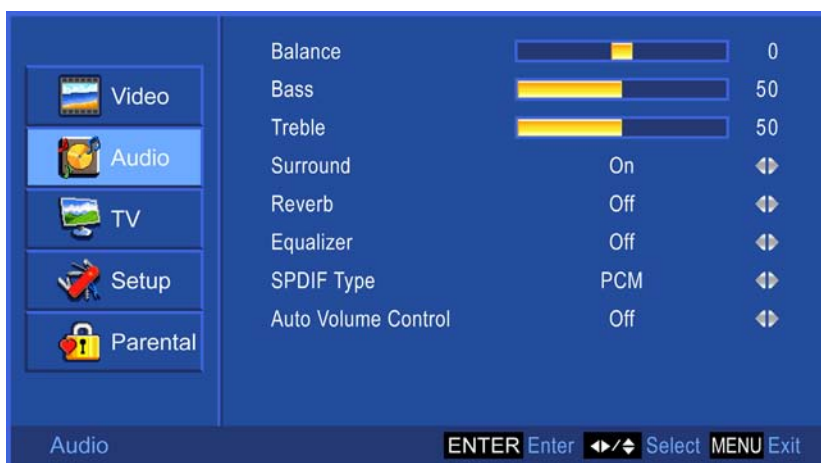 Video
Audio
TV
Setup
Parental
Balance 0
Bass 50
Treble 50
Surround On
Reverb Off
Equalizer Off
SPDIF Type PCM
Auto Volume Control Off
Audio ENTER Enter / Select MENU Exit